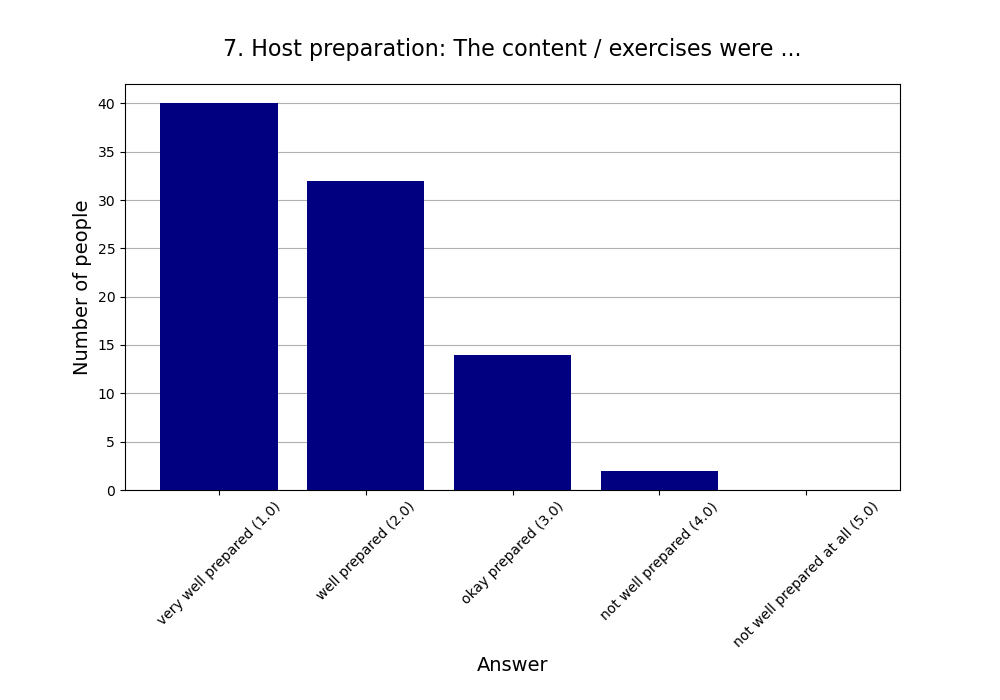 7. Host preparation: The content / exercises were ...
Number of people
40
35
30
25
20
15
10
5
0
very well prepared (1.0)
well prepared (2.0)
okay prepared (3.0)
not well prepared (4.0)
not well prepared at all (5.0)
Answer